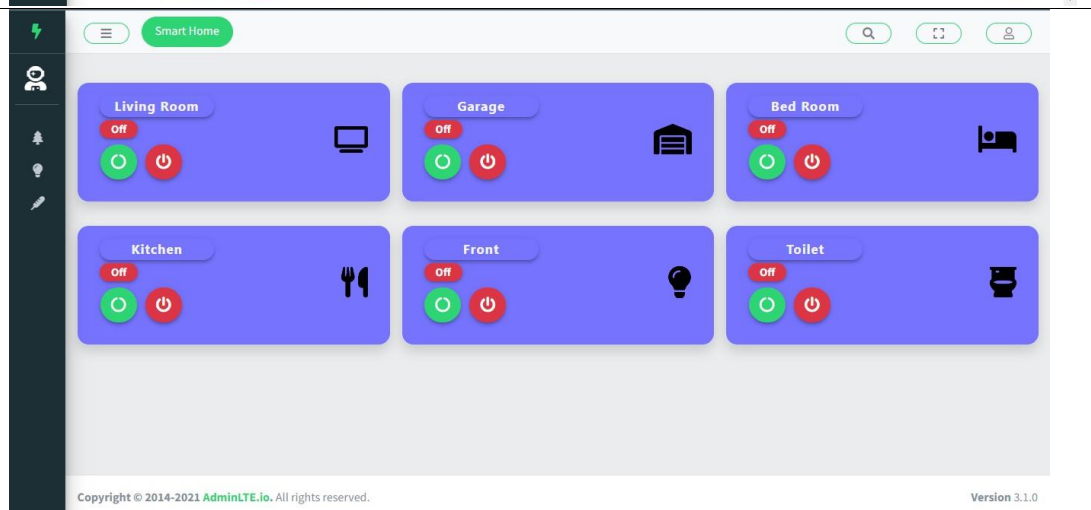 Smart Home
Living Room
Off
Garage
Off
Bed Room
Off
Kitchen
Off
Front
Off
Toilet
Off
Copyright © 2014-2021 AdminLTE.io. All rights reserved.
Version 3.1.0